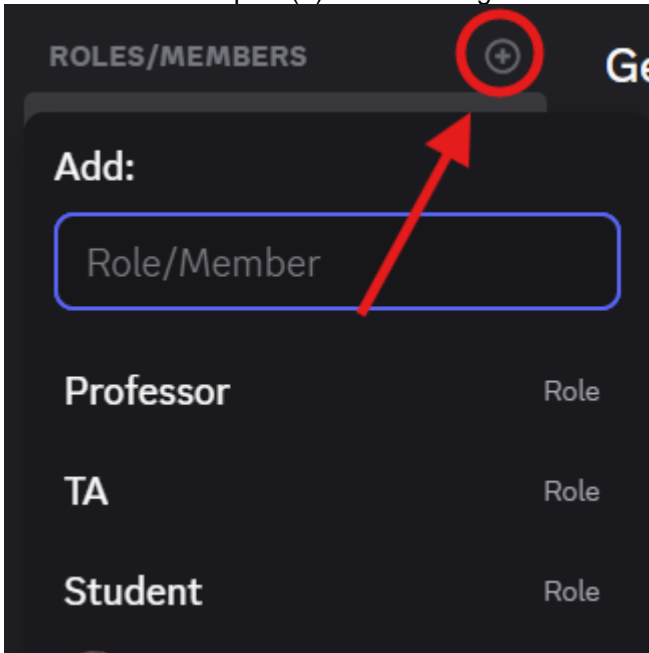 ROLES/MEMBERS
Ge
Add:
Role/Member
Professor Role
TA Role
Student Role